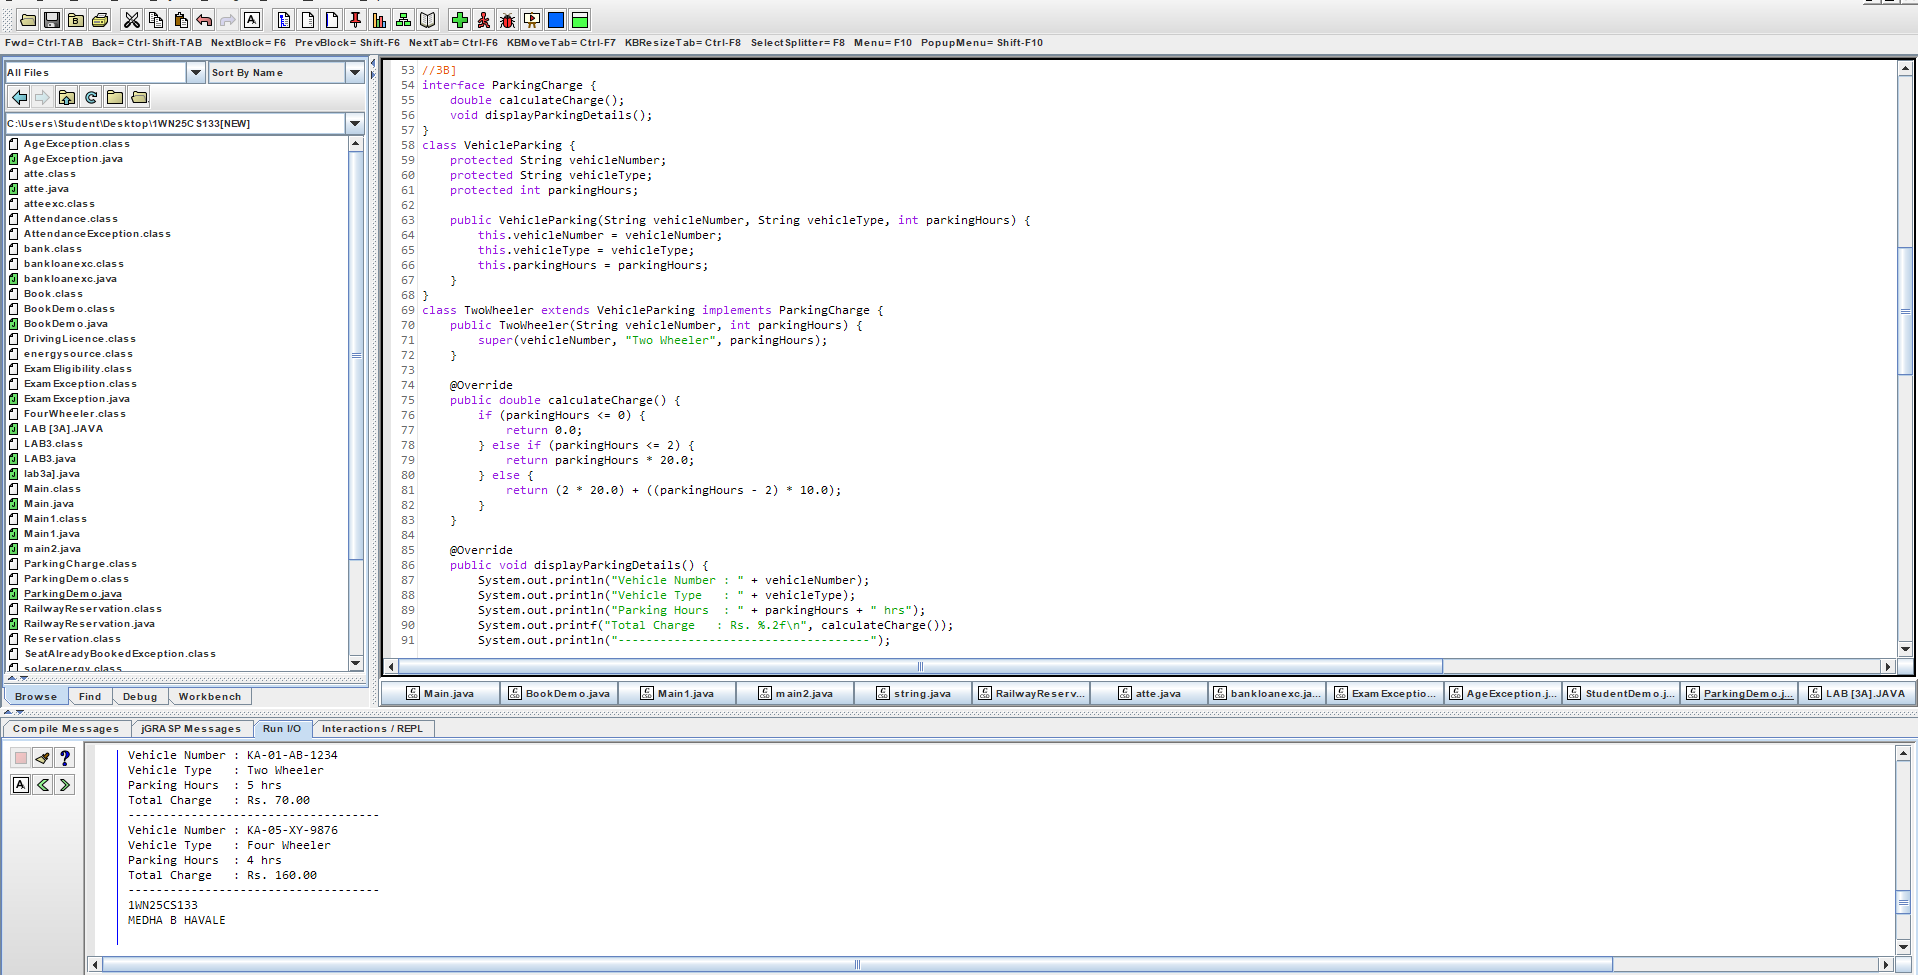 Fwd= Ctrl-TAB Back= Ctrl-Shift-TAB NextBlock= F6 PrevBlock= Shift-F6 NextTab= Ctrl-F6 KBMoveTab= Ctrl-F7 KBResizeTab= Ctrl-F8 SelectSplitter= F8 Menu= F10 PopupMenu= Shift-F10
All Files
Sort By Name
C:\Users\Student\Desktop\1WN25CS133[NEW]
AgeException.class
AgeException.java
atte.class
atte.java
atteexc.class
Attendance.class
AttendanceException.class
bank.class
bankloanexc.class
bankloanexc.java
Book.class
BookDemo.class
BookDemo.java
DrivingLicence.class
energysource.class
ExamEligibility.class
ExamException.class
ExamException.java
FourWheeler.class
LAB [3A].JAVA
LAB3.class
LAB3.java
lab3a].java
Main.class
Main.java
Main1.class
Main1.java
main2.java
ParkingCharge.class
ParkingDemo.class
ParkingDemo.java
RailwayReservation.class
RailwayReservation.java
Reservation.class
SeatAlreadyBookedException.class
solarenergy.class
Browse Find Debug Workbench
53 //3B]
54 interface ParkingCharge {
55     double calculateCharge();
56     void displayParkingDetails();
57 }
58 class VehicleParking {
59     protected String vehicleNumber;
60     protected String vehicleType;
61     protected int parkingHours;
62
63     public VehicleParking(String vehicleNumber, String vehicleType, int parkingHours) {
64         this.vehicleNumber = vehicleNumber;
65         this.vehicleType = vehicleType;
66         this.parkingHours = parkingHours;
67     }
68 }
69 class TwoWheeler extends VehicleParking implements ParkingCharge {
70     public TwoWheeler(String vehicleNumber, int parkingHours) {
71         super(vehicleNumber, "Two Wheeler", parkingHours);
72     }
73
74     @Override
75     public double calculateCharge() {
76         if (parkingHours <= 0) {
77             return 0.0;
78         } else if (parkingHours <= 2) {
79             return parkingHours * 20.0;
80         } else {
81             return (2 * 20.0) + ((parkingHours - 2) * 10.0);
82         }
83     }
84
85     @Override
86     public void displayParkingDetails() {
87         System.out.println("Vehicle Number : " + vehicleNumber);
88         System.out.println("Vehicle Type   : " + vehicleType);
89         System.out.println("Parking Hours  : " + parkingHours + " hrs");
90         System.out.printf("Total Charge   : Rs. %.2f\n", calculateCharge());
91         System.out.println("------------------------------------");
Main.java BookDemo.java Main1.java main2.java string.java RailwayReserv... atte.java bankloanexc.ja... ExamExceptio... AgeException.j... StudentDemo.j... ParkingDemo.j... LAB [3A].JAVA
Compile Messages jGRASP Messages Run I/O Interactions / REPL
Vehicle Number : KA-01-AB-1234
Vehicle Type   : Two Wheeler
Parking Hours  : 5 hrs
Total Charge   : Rs. 70.00
------------------------------------
Vehicle Number : KA-05-XY-9876
Vehicle Type   : Four Wheeler
Parking Hours  : 4 hrs
Total Charge   : Rs. 160.00
------------------------------------
1WN25CS133
MEDHA B HAVALE